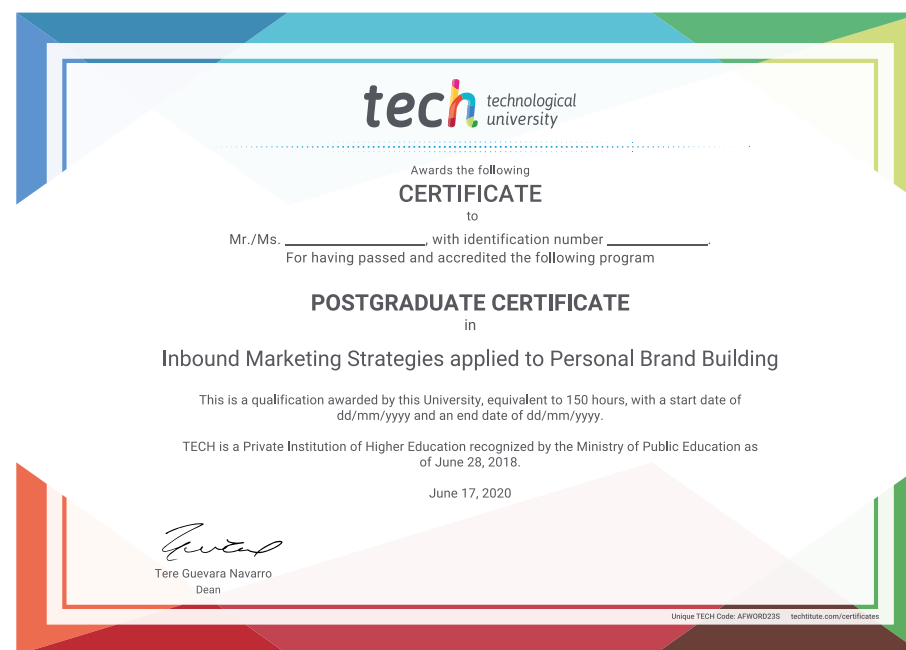 tech technological
university
Awards the following
CERTIFICATE
to
Mr./Ms. ____________, with identification number _________.
For having passed and accredited the following program
POSTGRADUATE CERTIFICATE
in
Inbound Marketing Strategies applied to Personal Brand Building
This is a qualification awarded by this University, equivalent to 150 hours, with a start date of
dd/mm/yyyy and an end date of dd/mm/yyyy.
TECH is a Private Institution of Higher Education recognized by the Ministry of Public Education as
of June 28, 2018.
June 17, 2020
Tere Guevara Navarro
Dean
Unique TECH Code: AFWORD23S techtitute.com/certificates